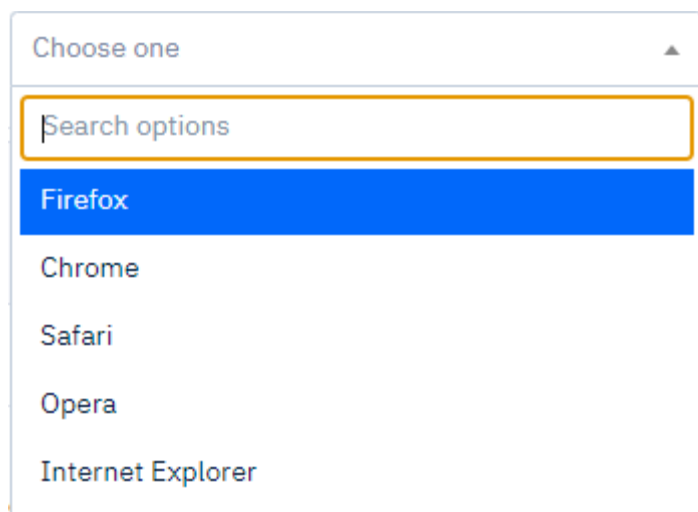 Choose one
Search options
Firefox
Chrome
Safari
Opera
Internet Explorer